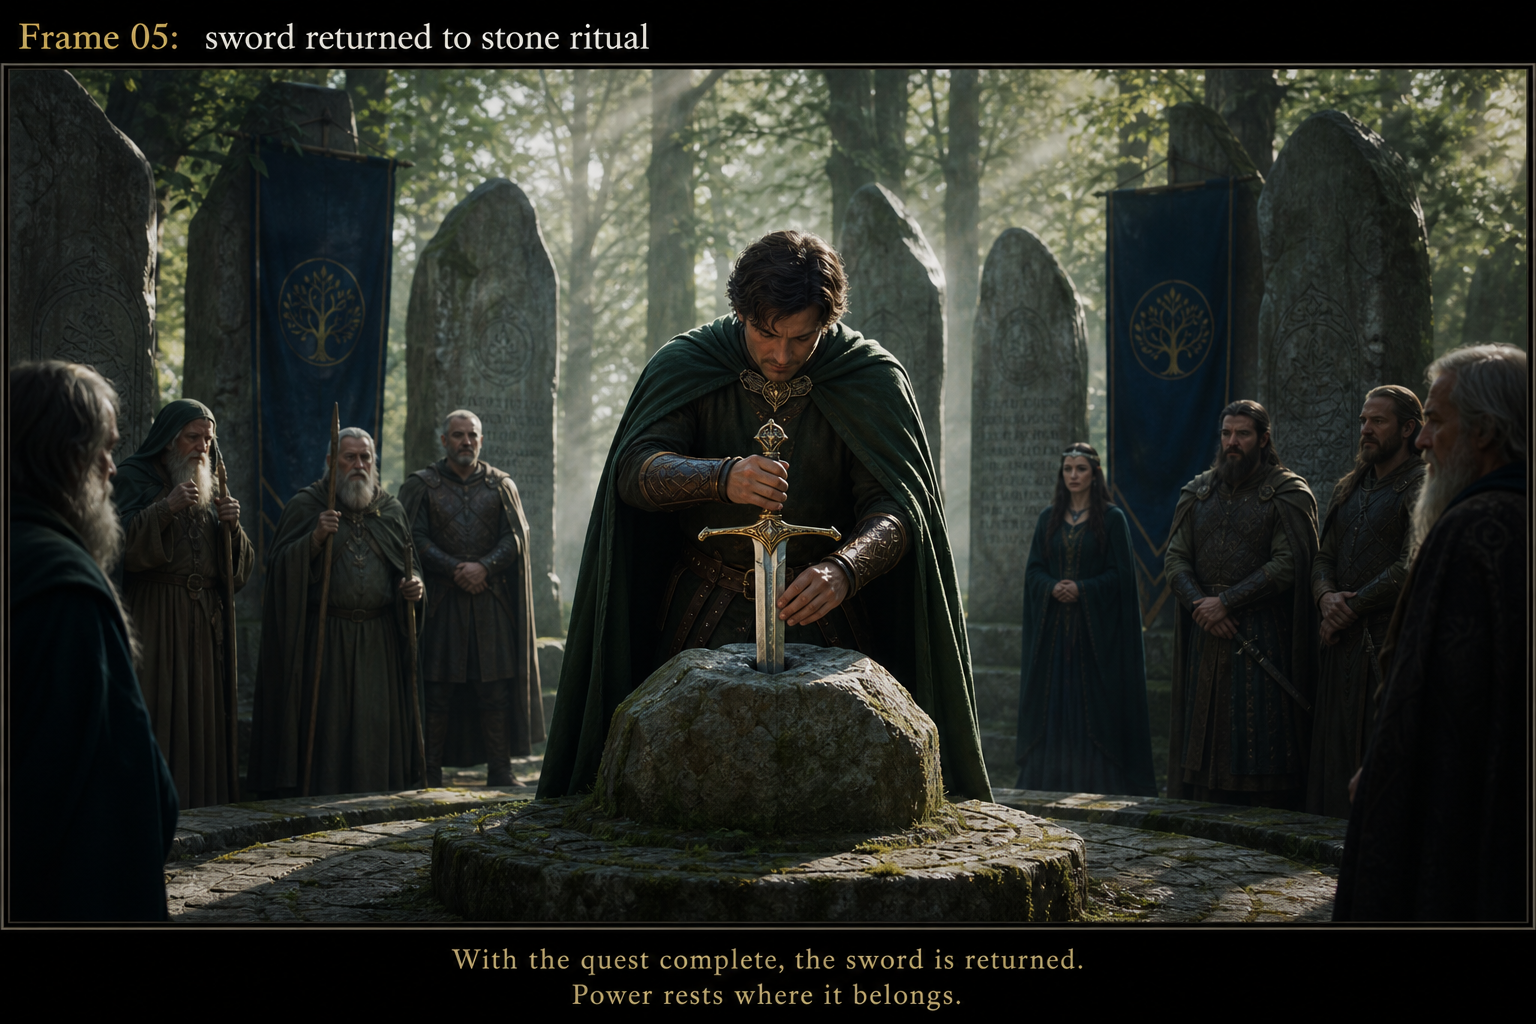 Frame 05: sword returned to stone ritual
With the quest complete, the sword is returned.
Power rests where it belongs.